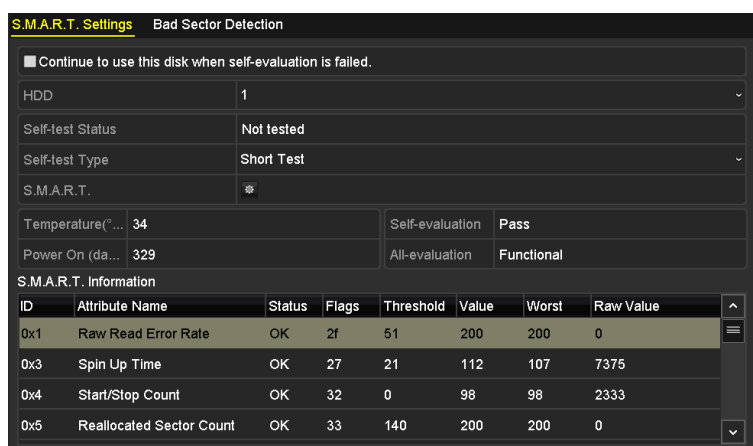 S.M.A.R.T. Settings Bad Sector Detection
Continue to use this disk when self-evaluation is failed.
HDD 1
Self-test Status Not tested
Self-test Type Short Test
S.M.A.R.T.
Temperature(°... 34 Self-evaluation Pass
Power On (da... 329 All-evaluation Functional
S.M.A.R.T. Information
ID Attribute Name Status Flags Threshold Value Worst Raw Value
0x1 Raw Read Error Rate OK 2f 51 200 200 0
0x3 Spin Up Time OK 27 21 112 107 7375
0x4 Start/Stop Count OK 32 0 98 98 2333
0x5 Reallocated Sector Count OK 33 140 200 200 0